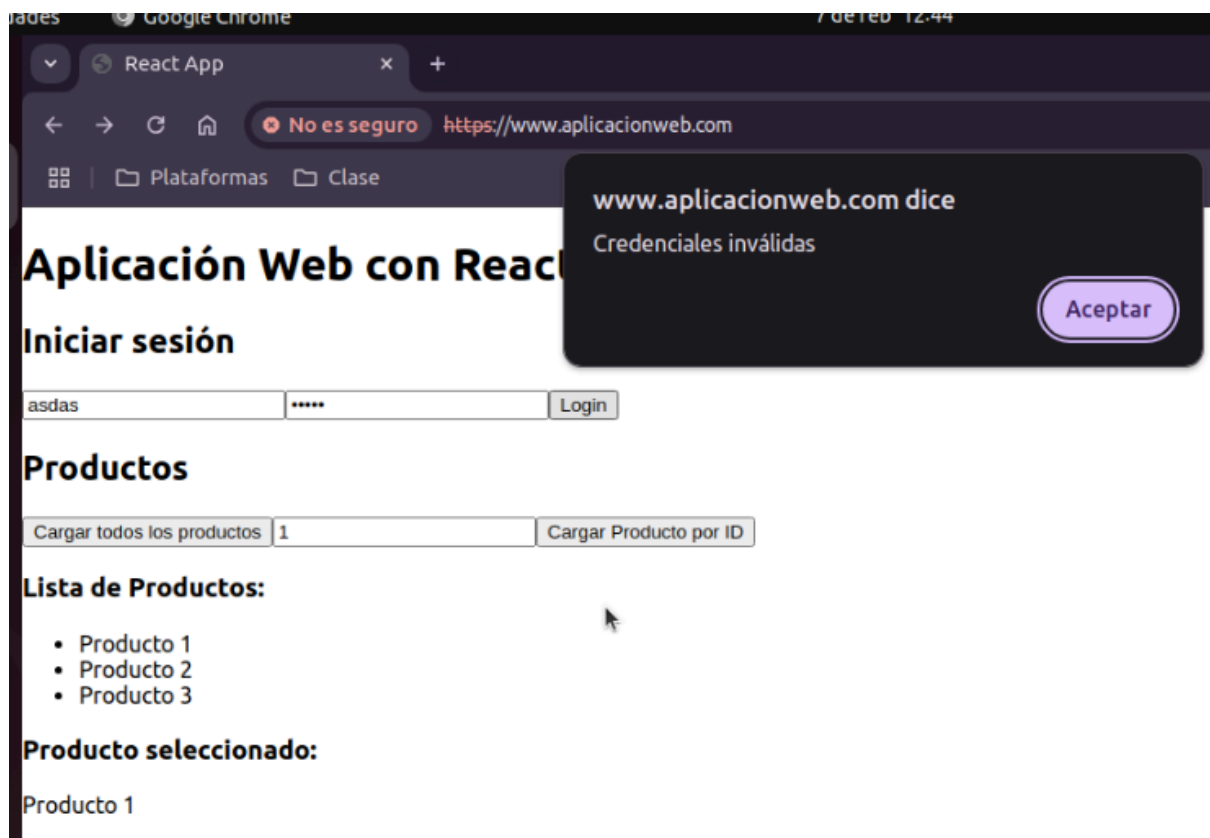 Google Chrome 7 de feb 12:44
React App
No es seguro https://www.aplicacionweb.com
Plataformas Clase
www.aplicacionweb.com dice
Credenciales inválidas
Aceptar
Aplicación Web con React
Iniciar sesión
asdas ••••• Login
Productos
Cargar todos los productos 1 Cargar Producto por ID
Lista de Productos:
• Producto 1
• Producto 2
• Producto 3
Producto seleccionado:
Producto 1